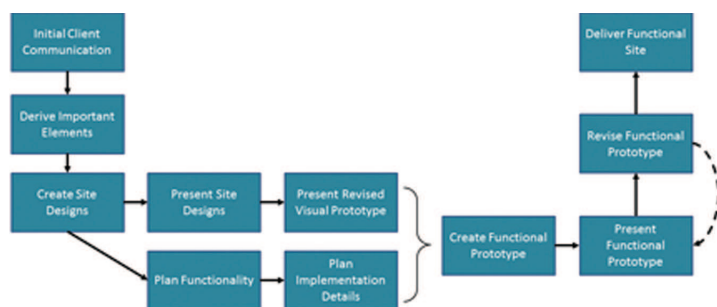 Initial Client
Communication
Derive Important
Elements
Create Site
Designs
Present Site
Designs
Present Revised
Visual Prototype
Plan Functionality
Plan
Implementation
Details
Create Functional
Prototype
Present
Functional
Prototype
Revise Functional
Prototype
Deliver Functional
Site